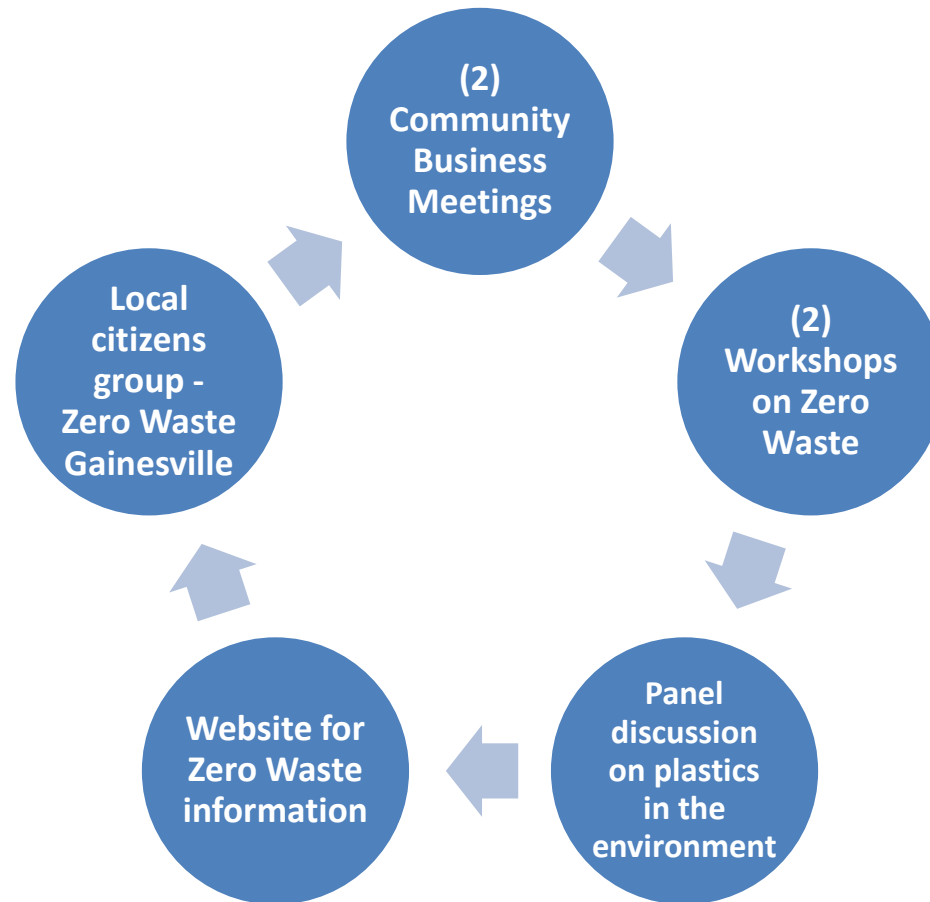 (2)
Community
Business
Meetings
(2)
Workshops
on Zero
Waste
Panel
discussion
on plastics
in the
environment
Website for
Zero Waste
information
Local
citizens
group -
Zero Waste
Gainesville